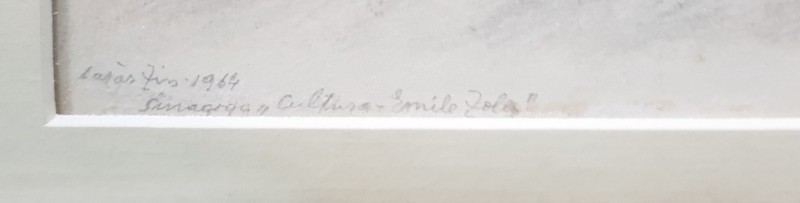 Lazăr Zin. 1964
Sinagoga „Cultura - Emile Zola"